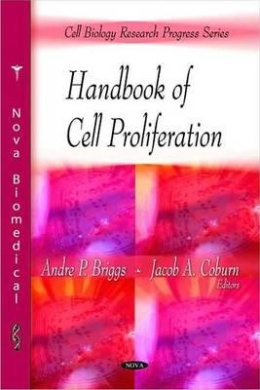 Cell Biology Research Progress Series
Handbook of
Cell Proliferation
Nova Biomedical
Andre P. Briggs - Jacob A. Coburn
Editors
NOVA